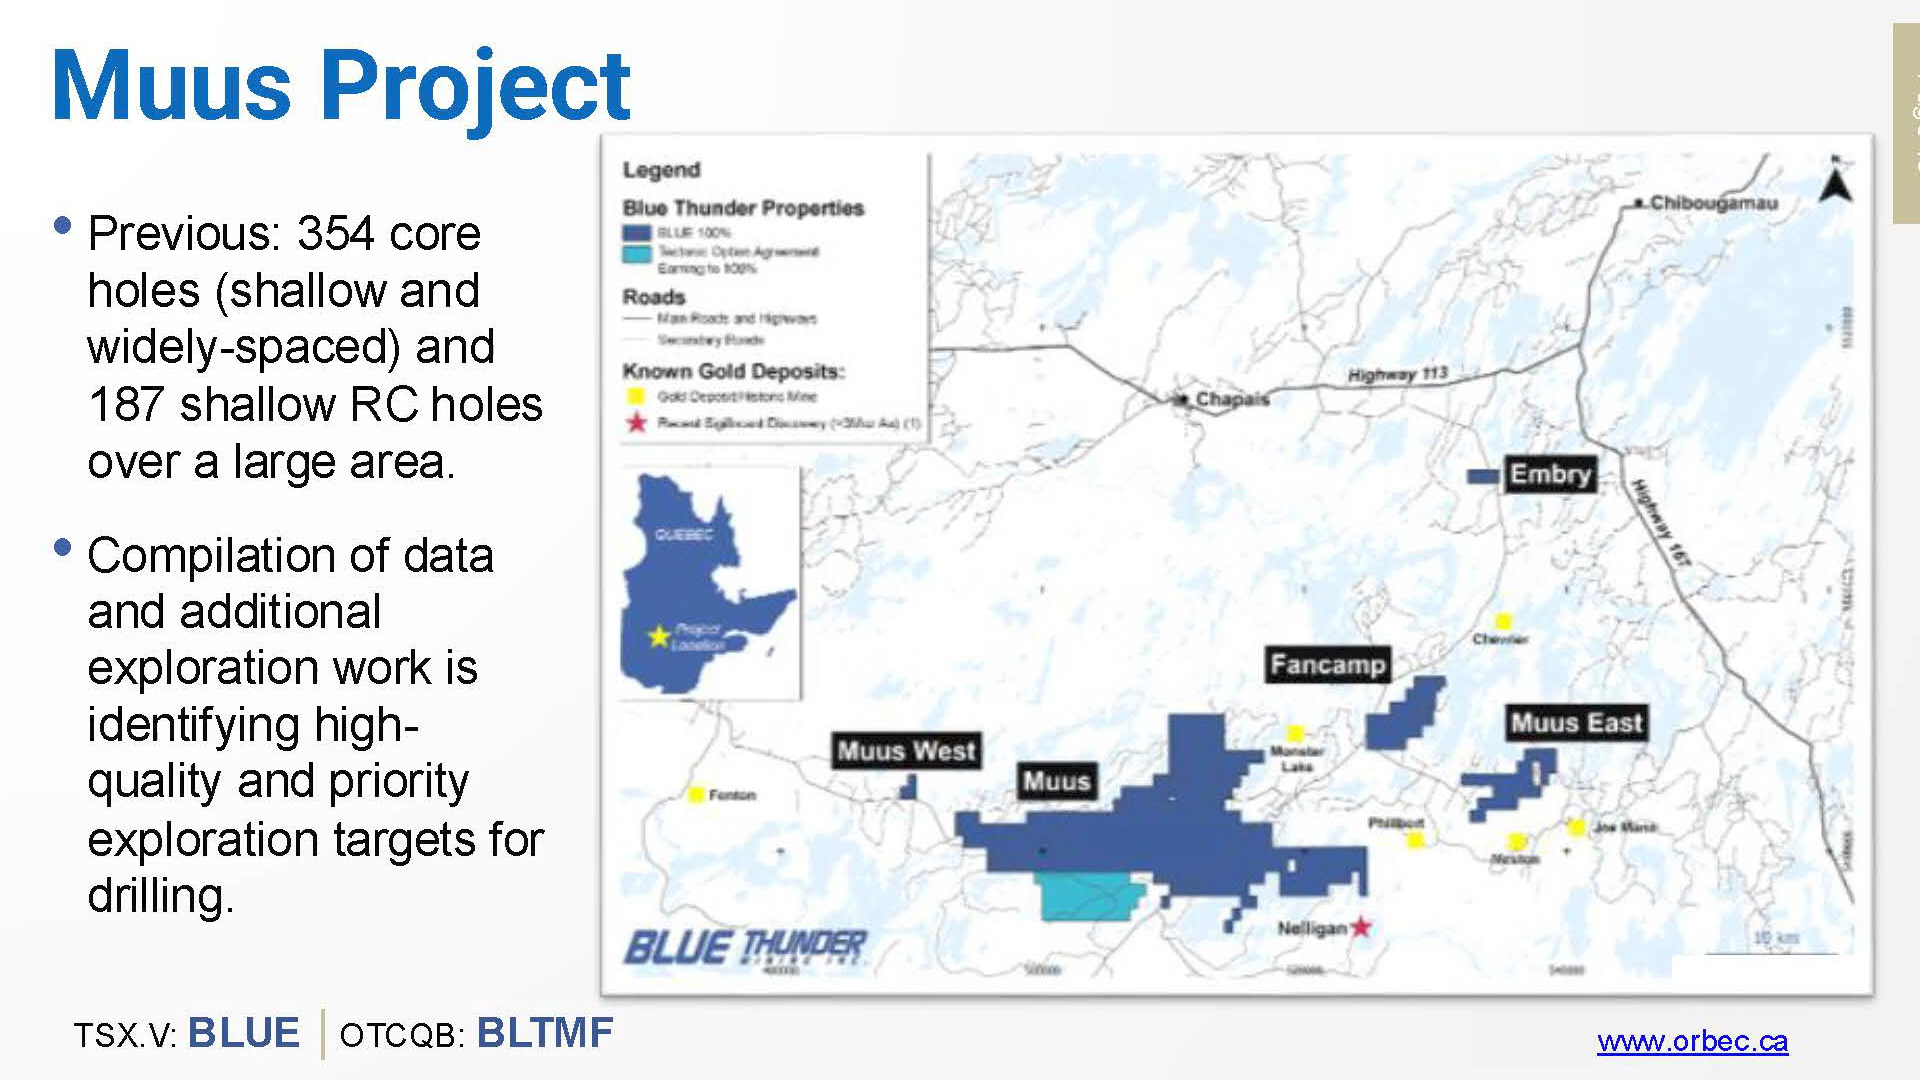 Muus Project
• Previous: 354 core
holes (shallow and
widely-spaced) and
187 shallow RC holes
over a large area.
• Compilation of data
and additional
exploration work is
identifying high-
quality and priority
exploration targets for
drilling.
Legend
Blue Thunder Properties
BLUE 100%
Tectonic Option Agreement
Earning to 100%
Roads
Main Roads and Highways
Secondary Roads
Known Gold Deposits:
Gold Deposit/Historic Mine
QUEBEC
Project
Location
N
Chibougamau
Highway 113
Chapais
Embry
Highway 167
Chevrier
Fancamp
Muus East
Muus West
Muus
Monster
Lake
Fenton
Philibert
Joe Mann
Nelligan
10 km
BLUE THUNDER
MINING INC.
TSX.V: BLUE | OTCQB: BLTMF
www.orbec.ca